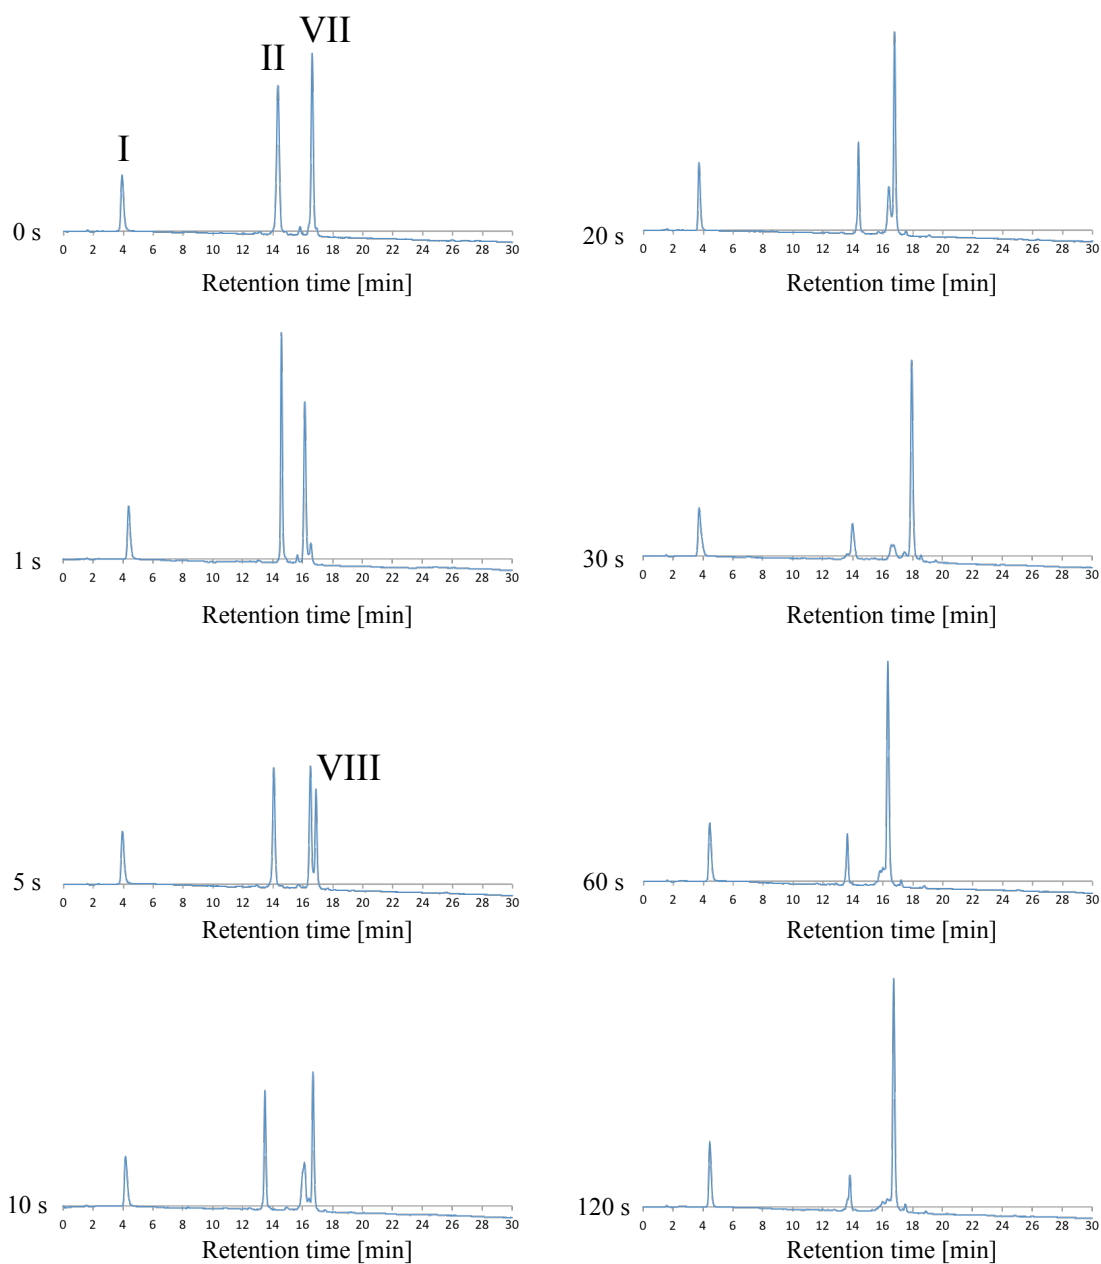 I
II
VII
0 s
0 2 4 6 8 10 12 14 16 18 20 22 24 26 28 30
Retention time [min]
1 s
0 2 4 6 8 10 12 14 16 18 20 22 24 26 28 30
Retention time [min]
VIII
5 s
0 2 4 6 8 10 12 14 16 18 20 22 24 26 28 30
Retention time [min]
10 s
0 2 4 6 8 10 12 14 16 18 20 22 24 26 28 30
Retention time [min]
20 s
0 2 4 6 8 10 12 14 16 18 20 22 24 26 28 30
Retention time [min]
30 s
0 2 4 6 8 10 12 14 16 18 20 22 24 26 28 30
Retention time [min]
60 s
0 2 4 6 8 10 12 14 16 18 20 22 24 26 28 30
Retention time [min]
120 s
0 2 4 6 8 10 12 14 16 18 20 22 24 26 28 30
Retention time [min]